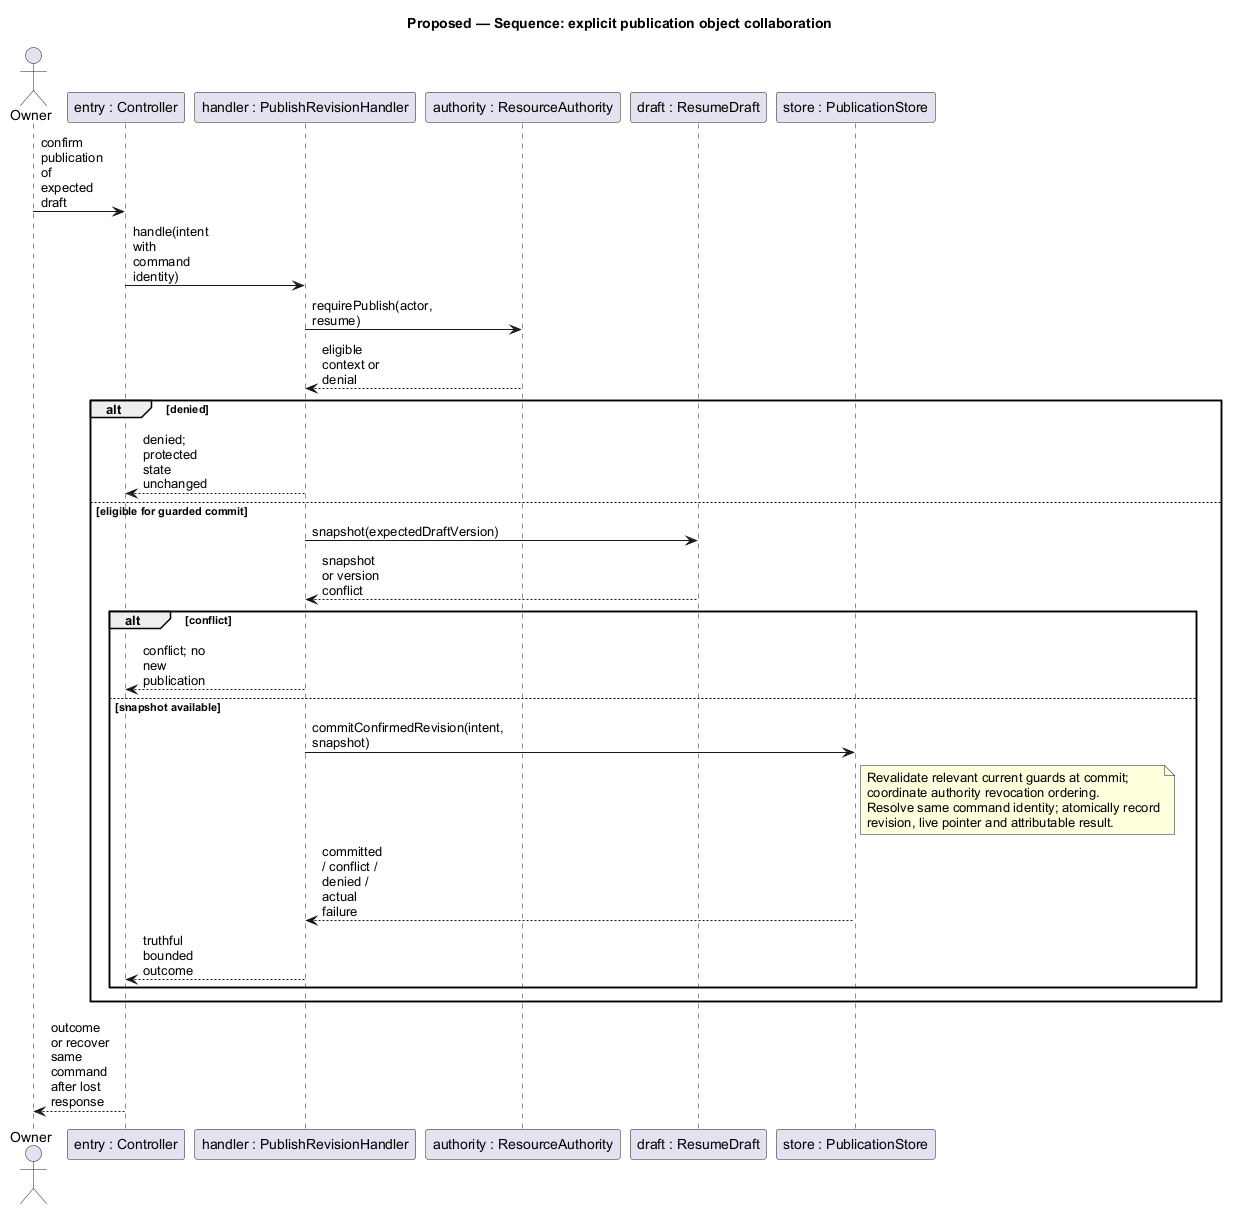 Proposed — Sequence: explicit publication object collaboration
Owner
entry : Controller
handler : PublishRevisionHandler
authority : ResourceAuthority
draft : ResumeDraft
store : PublicationStore
confirm
publication
of
expected
draft
handle(intent
with
command
identity)
requirePublish(actor,
resume)
eligible
context or
denial
alt
[denied]
denied;
protected
state
unchanged
[eligible for guarded commit]
snapshot(expectedDraftVersion)
snapshot
or version
conflict
alt
[conflict]
conflict; no
new
publication
[snapshot available]
commitConfirmedRevision(intent,
snapshot)
Revalidate relevant current guards at commit;
coordinate authority revocation ordering.
Resolve same command identity; atomically record
revision, live pointer and attributable result.
committed
/ conflict /
denied /
actual
failure
truthful
bounded
outcome
outcome
or recover
same
command
after lost
response
Owner
entry : Controller
handler : PublishRevisionHandler
authority : ResourceAuthority
draft : ResumeDraft
store : PublicationStore